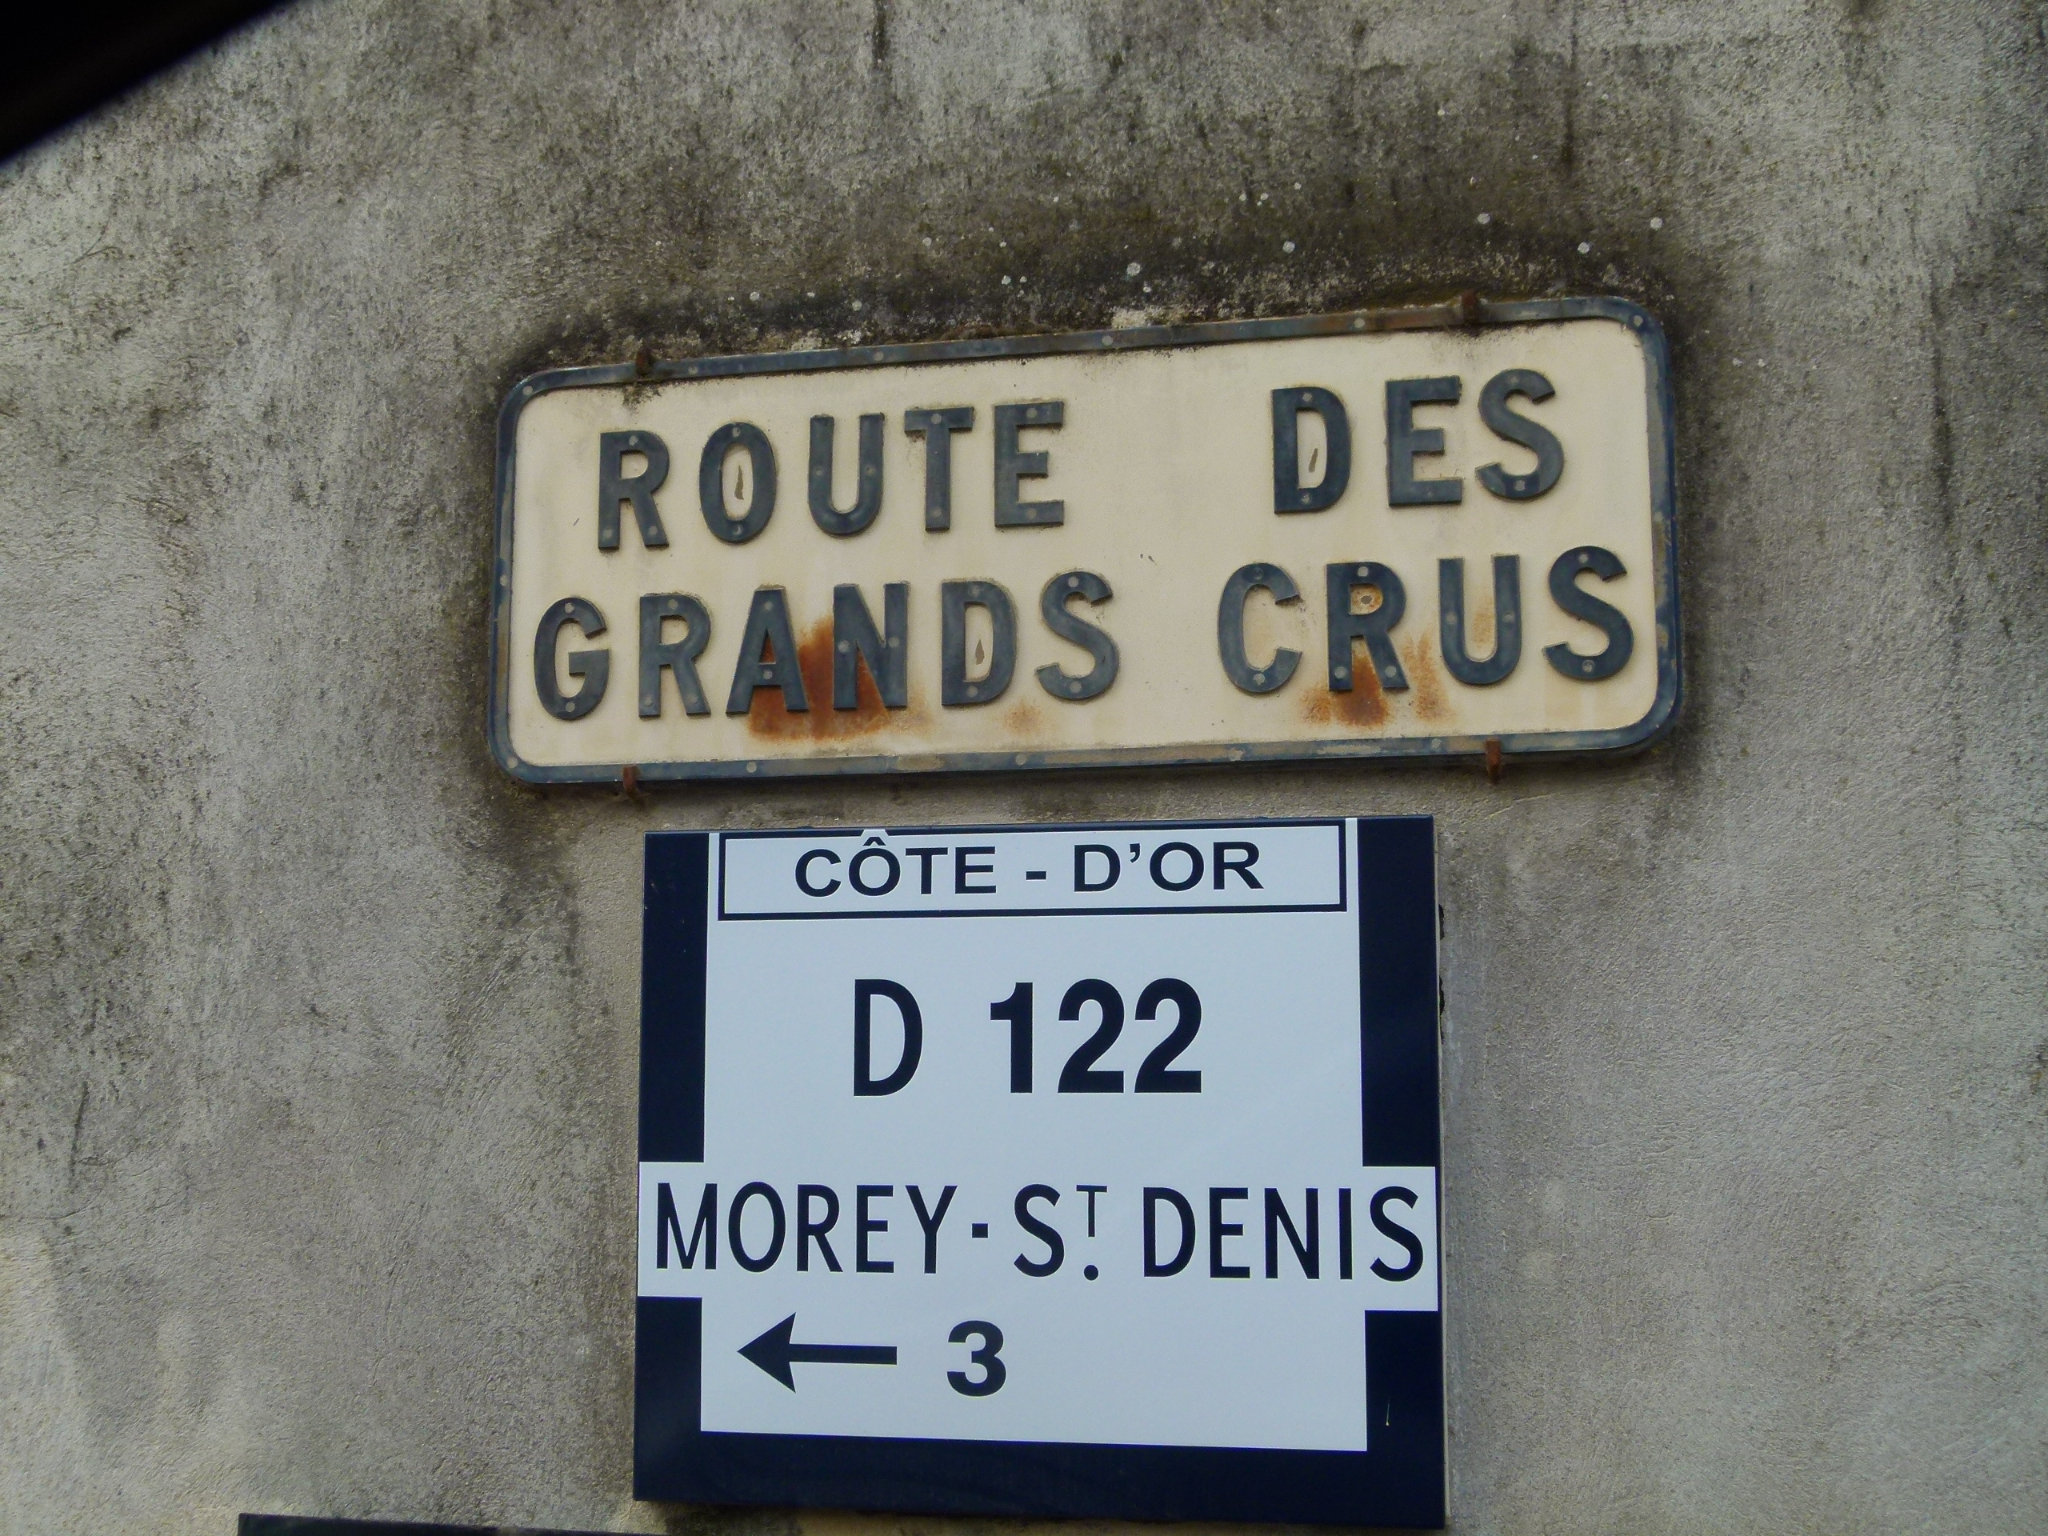 ROUTE DES
GRANDS CRUS
CÔTE - D'OR
D 122
MOREY - ST. DENIS
← 3